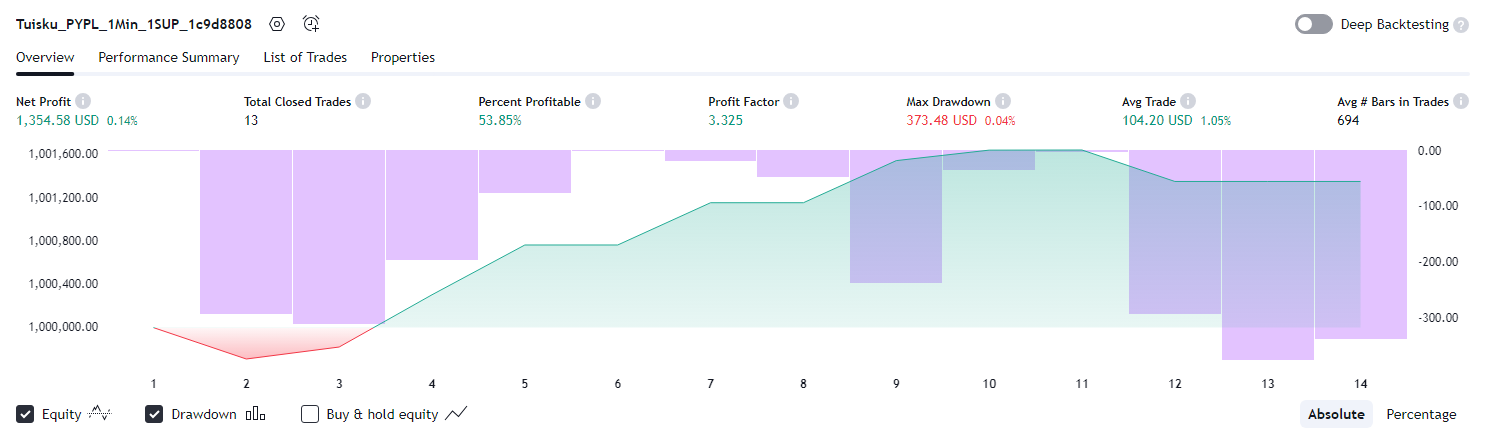 Tuisku_PYPL_1Min_1SUP_1c9d8808 Deep Backtesting ?
Overview Performance Summary List of Trades Properties
Net Profit i Total Closed Trades i Percent Profitable i Profit Factor i Max Drawdown i Avg Trade i Avg # Bars in Trades i
1,354.58 USD 0.14% 13 53.85% 3.325 373.48 USD 0.04% 104.20 USD 1.05% 694
1,001,600.00 0.00
1,001,200.00 -100.00
1,000,800.00
1,000,400.00 -200.00
1,000,000.00 -300.00
1 2 3 4 5 6 7 8 9 10 11 12 13 14
Equity Drawdown Buy & hold equity Absolute Percentage